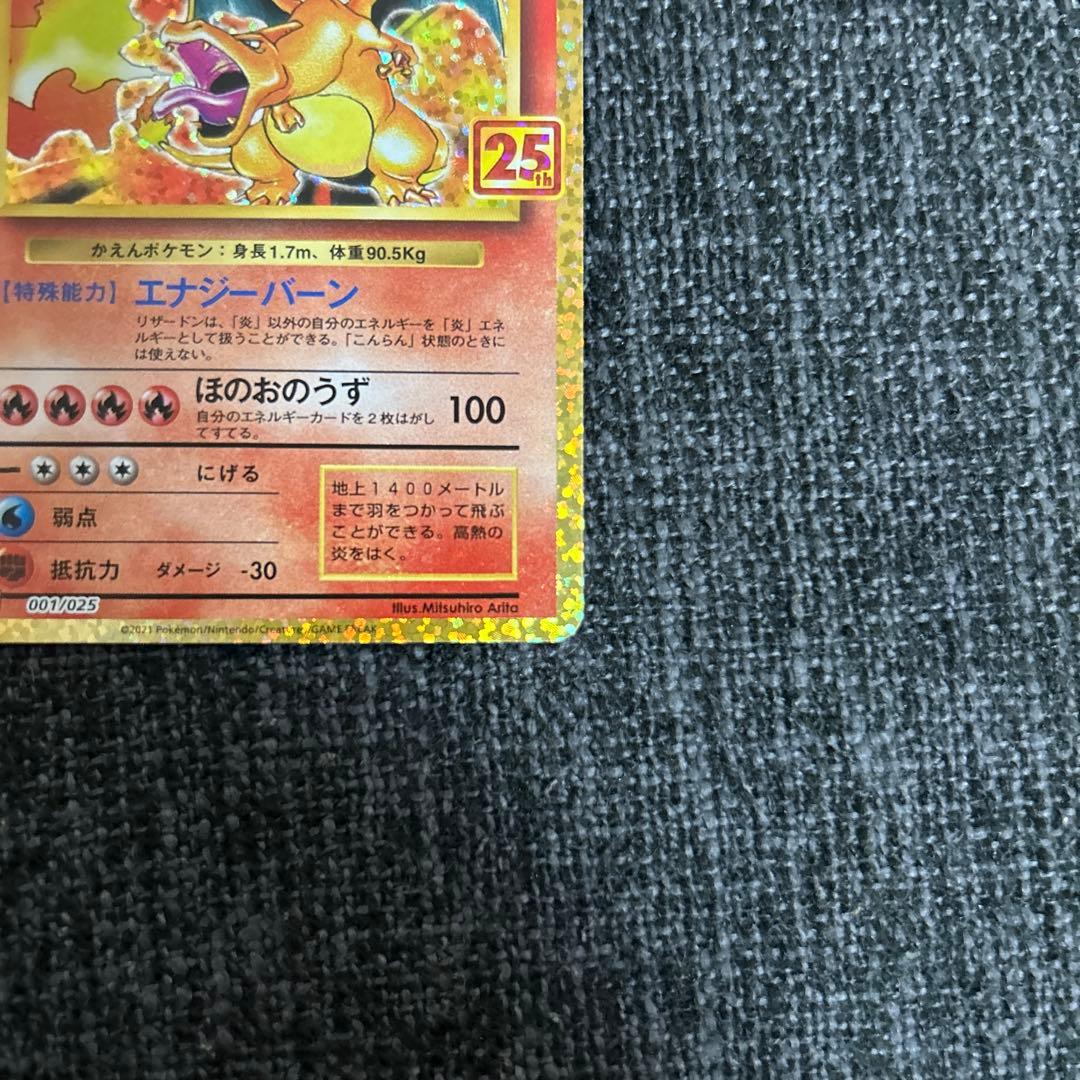 25th
かえんポケモン：身長1.7m、体重90.5Kg
【特殊能力】 エナジーバーン
リザードンは、「炎」以外の自分のエネルギーを「炎」エネ
ルギーとして扱うことができる。「こんらん」状態のときに
は使えない。
ほのおのうず 100
自分のエネルギーカードを２枚はがし
てすてる。
にげる
弱点
抵抗力 ダメージ -30
地上１４００メートル
まで羽をつかって飛ぶ
ことができる。高熱の
炎をはく。
001/025
Illus.Mitsuhiro Arita
©2021 Pokémon/Nintendo/Creatures/GAME FREAK